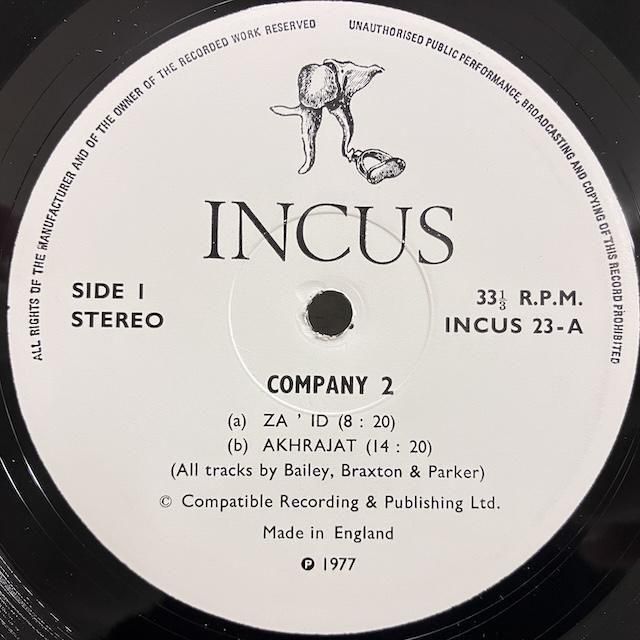 ALL RIGHTS OF THE MANUFACTURER AND OF THE OWNER OF THE RECORDED WORK RESERVED
UNAUTHORISED PUBLIC PERFORMANCE, BROADCASTING AND COPYING OF THIS RECORD PROHIBITED
INCUS
SIDE I
STEREO
33⅓ R.P.M.
INCUS 23-A
COMPANY 2
(a) ZA ' ID (8 : 20)
(b) AKHRAJAT (14 : 20)
(All tracks by Bailey, Braxton & Parker)
© Compatible Recording & Publishing Ltd.
Made in England
℗ 1977